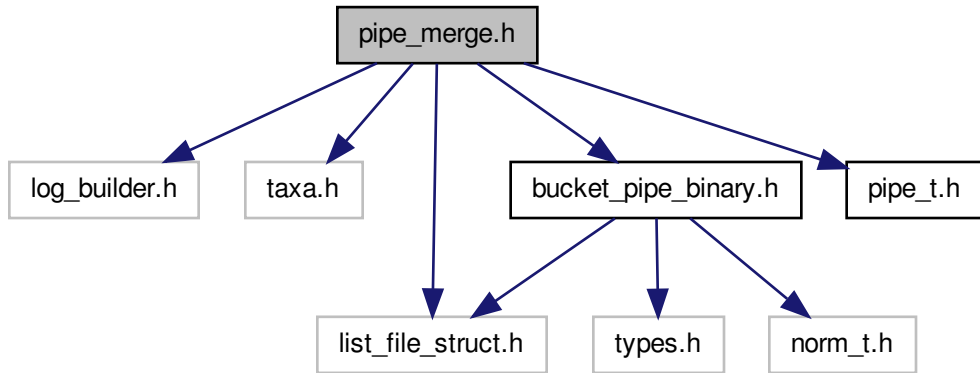 pipe_merge.h
log_builder.h
taxa.h
bucket_pipe_binary.h
pipe_t.h
list_file_struct.h
types.h
norm_t.h